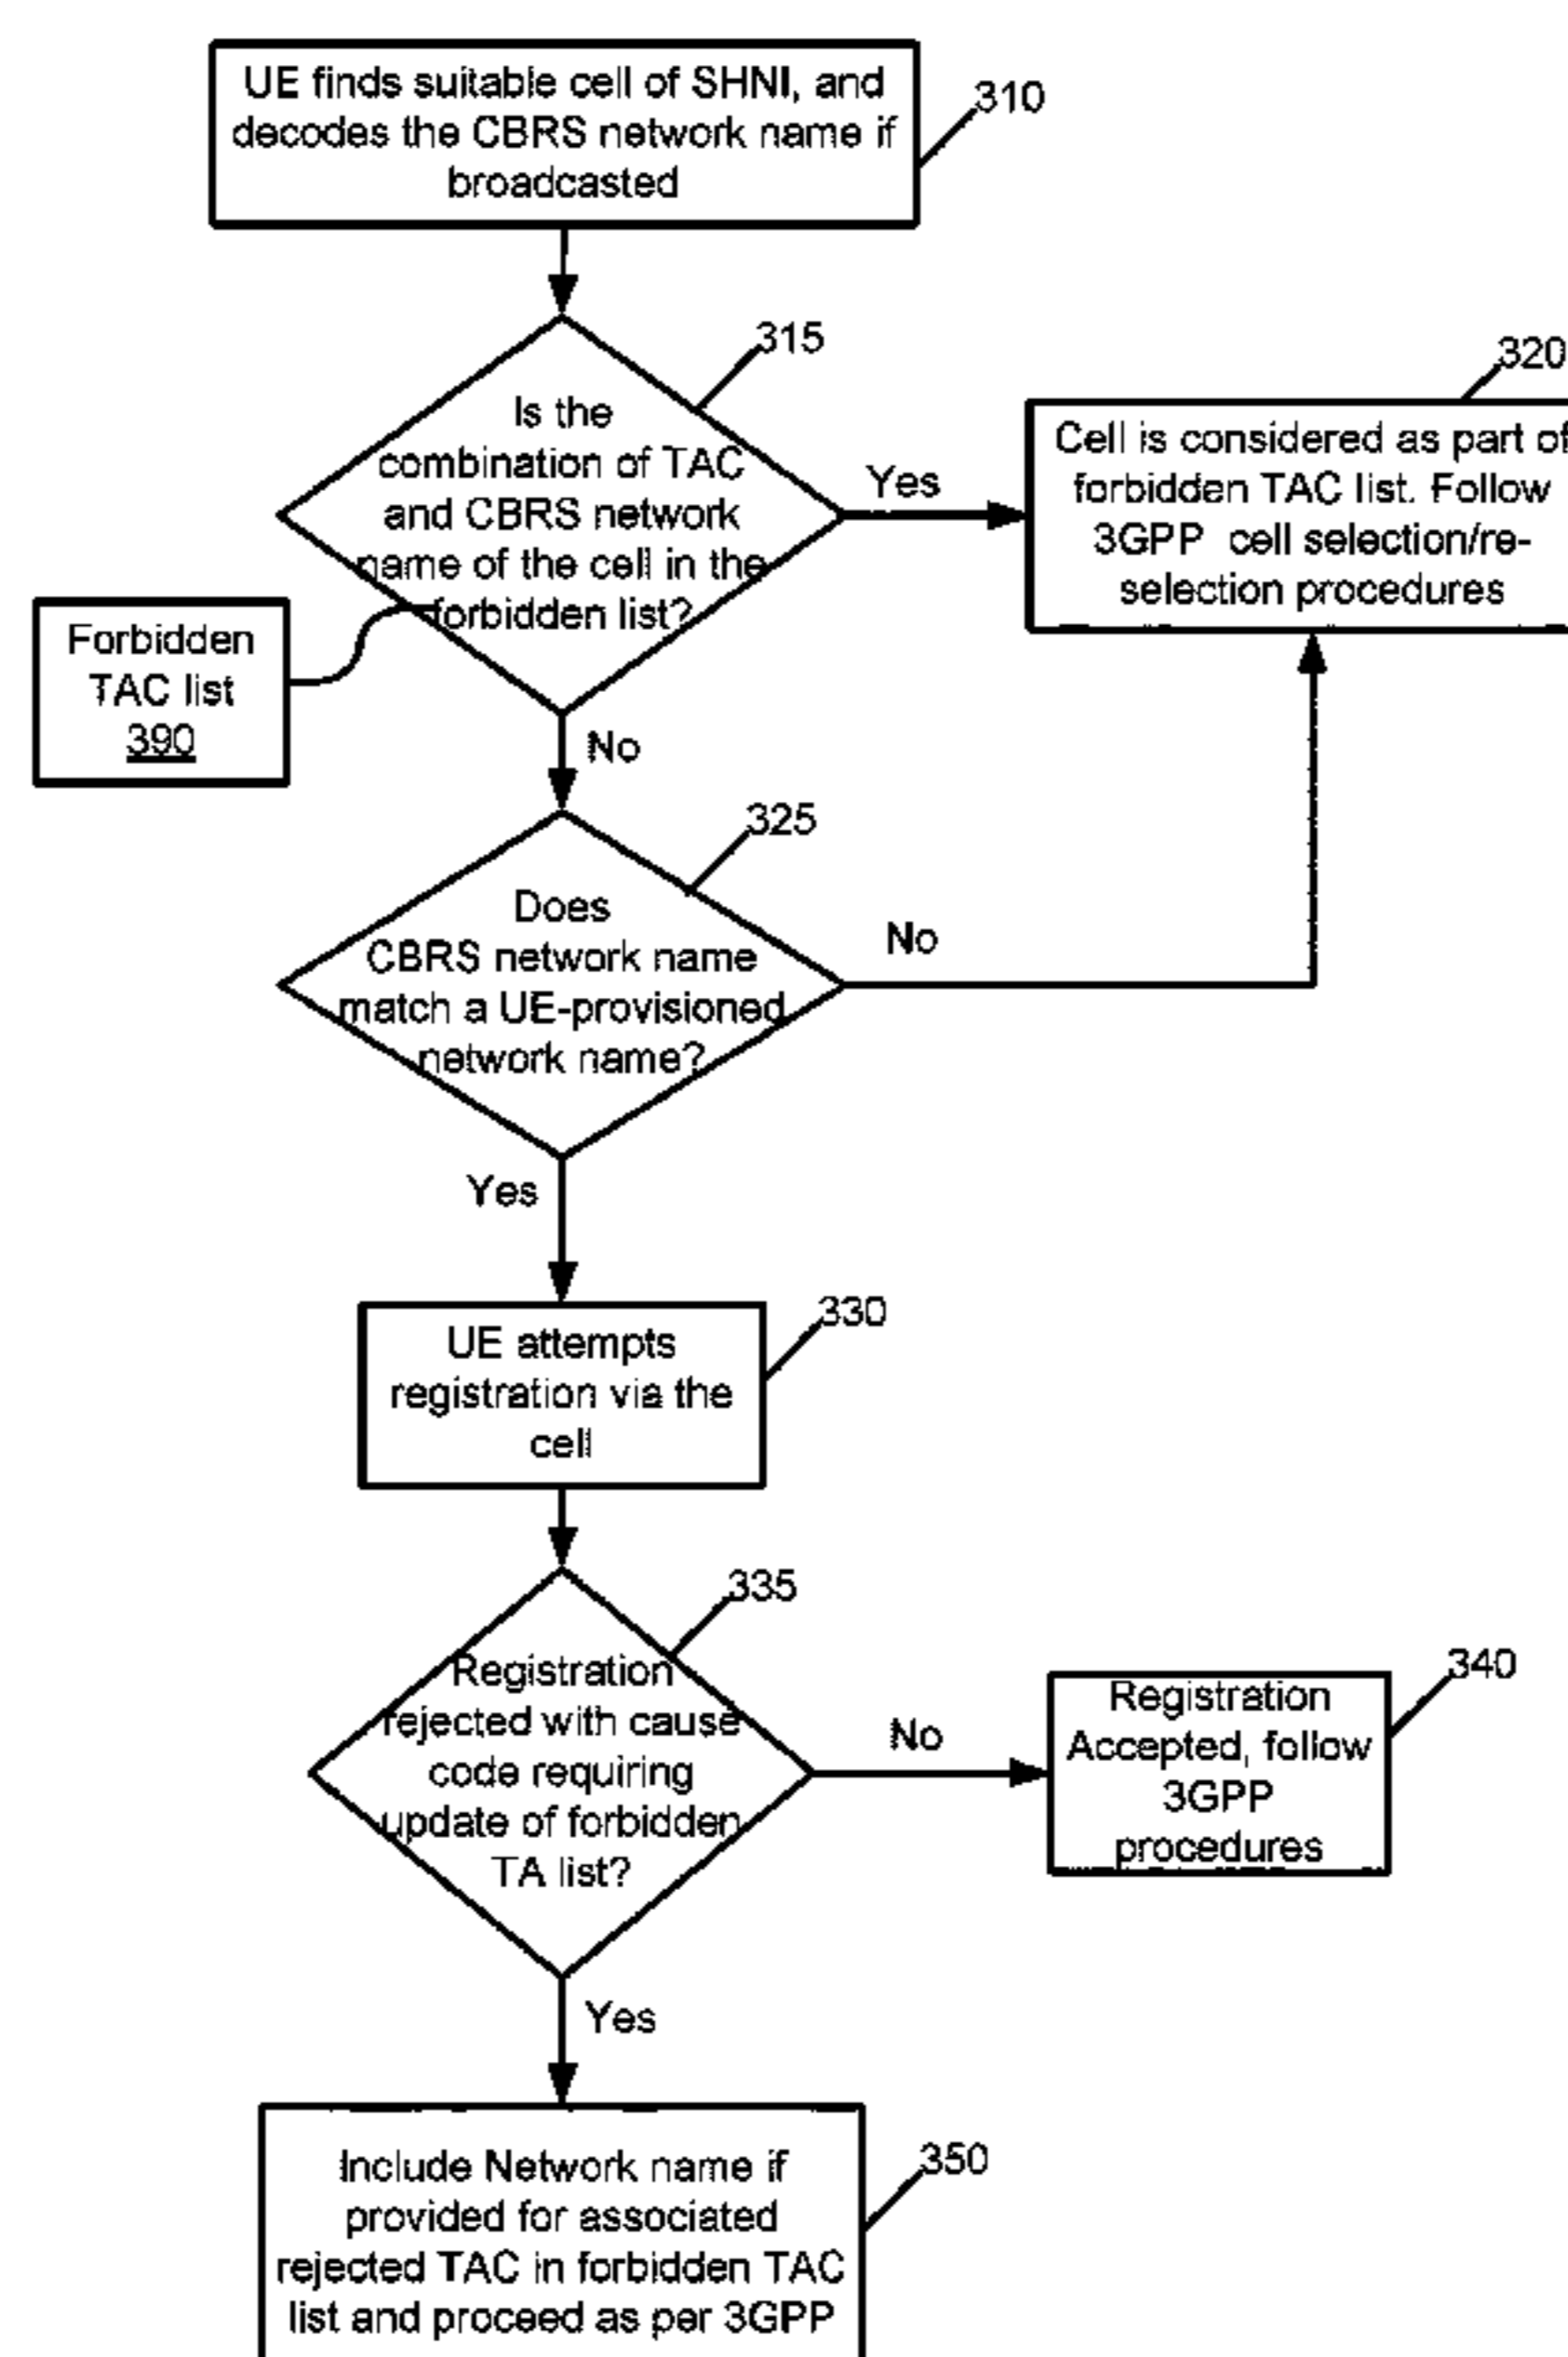 UE finds suitable cell of SHNI, and
decodes the CBRS network name if
broadcasted
310
315
Is the
combination of TAC
and CBRS network
name of the cell in the
forbidden list?
Yes
320
Cell is considered as part of
forbidden TAC list. Follow
3GPP cell selection/re-
selection procedures
Forbidden
TAC list
390
No
325
Does
CBRS network name
match a UE-provisioned
network name?
No
Yes
330
UE attempts
registration via the
cell
335
Registration
rejected with cause
code requiring
update of forbidden
TA list?
No
340
Registration
Accepted, follow
3GPP
procedures
Yes
350
Include Network name if
provided for associated
rejected TAC in forbidden TAC
list and proceed as per 3GPP